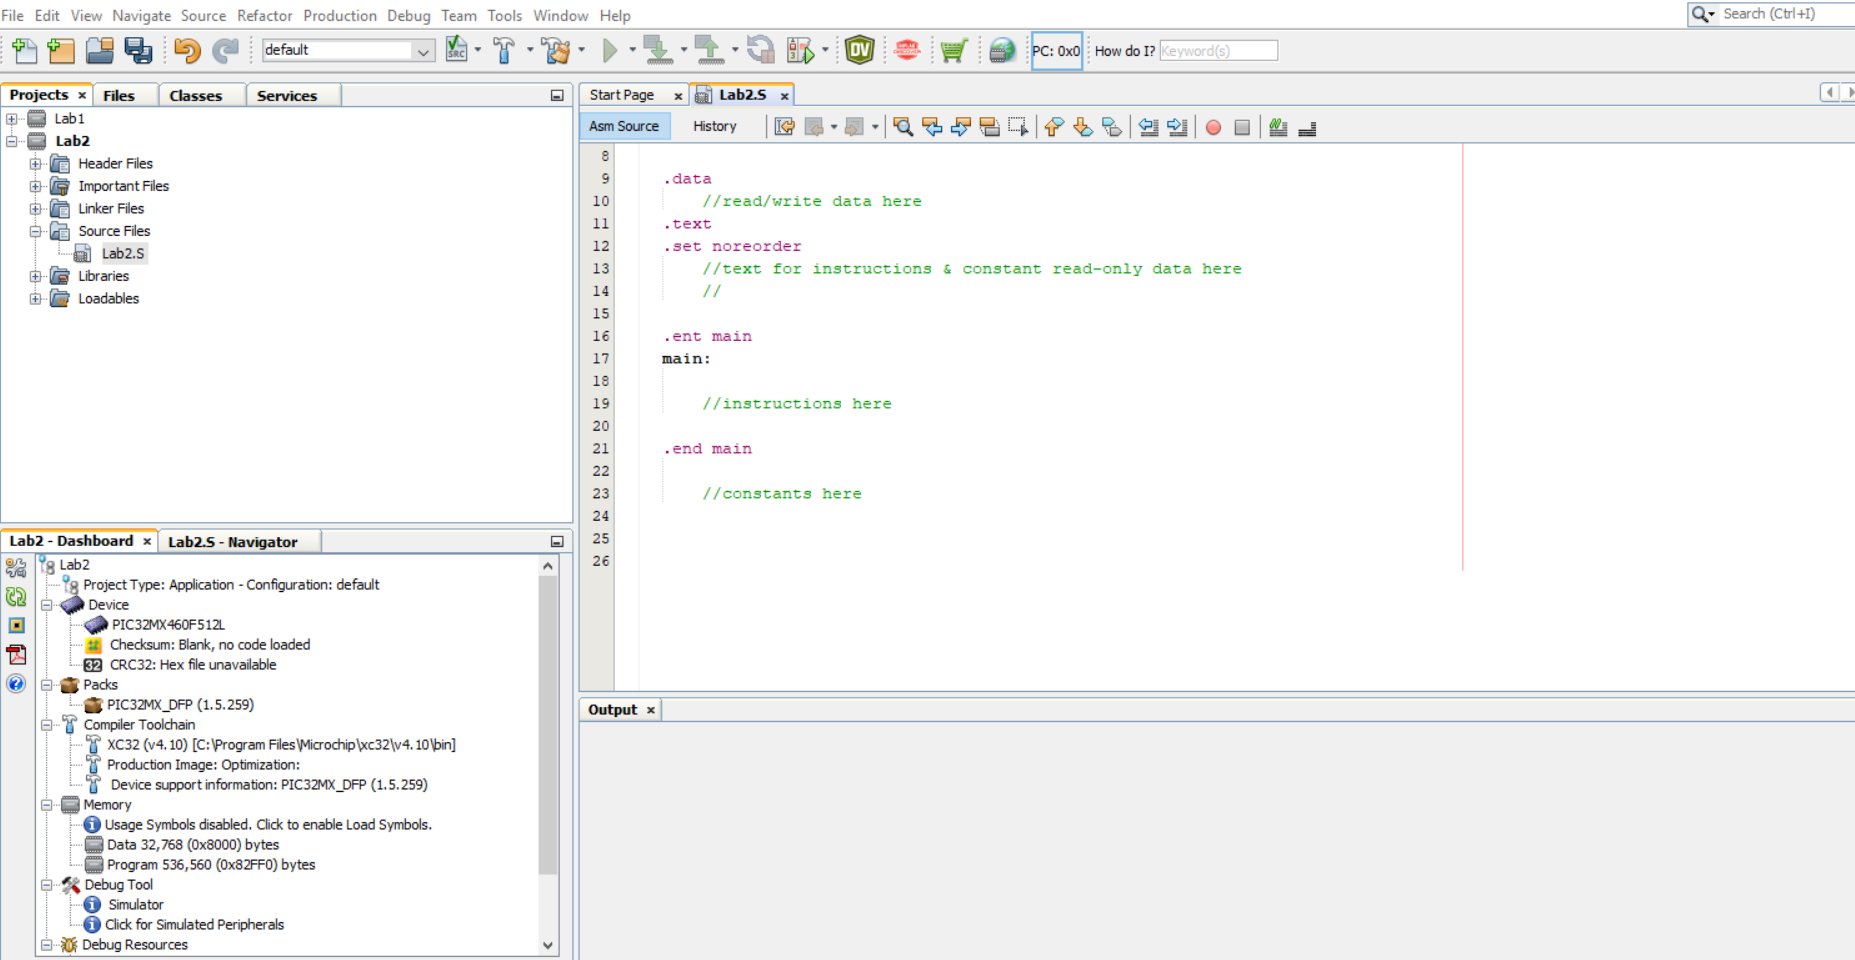 File Edit View Navigate Source Refactor Production Debug Team Tools Window Help
Search (Ctrl+I)
default
SRC
DV
PC: 0x0
How do I? Keyword(s)
Projects × Files Classes Services
Lab1
Lab2
Header Files
Important Files
Linker Files
Source Files
Lab2.S
Libraries
Loadables
Start Page × Lab2.S ×
Asm Source History
8
9 .data
10 //read/write data here
11 .text
12 .set noreorder
13 //text for instructions & constant read-only data here
14 //
15
16 .ent main
17 main:
18
19 //instructions here
20
21 .end main
22
23 //constants here
24
25
26
Lab2 - Dashboard × Lab2.S - Navigator
Lab2
Project Type: Application - Configuration: default
Device
PIC32MX460F512L
Checksum: Blank, no code loaded
32 CRC32: Hex file unavailable
Packs
PIC32MX_DFP (1.5.259)
Compiler Toolchain
XC32 (v4.10) [C:\Program Files\Microchip\xc32\v4.10\bin]
Production Image: Optimization:
Device support information: PIC32MX_DFP (1.5.259)
Memory
Usage Symbols disabled. Click to enable Load Symbols.
Data 32,768 (0x8000) bytes
Program 536,560 (0x82FF0) bytes
Debug Tool
Simulator
Click for Simulated Peripherals
Debug Resources
Output ×